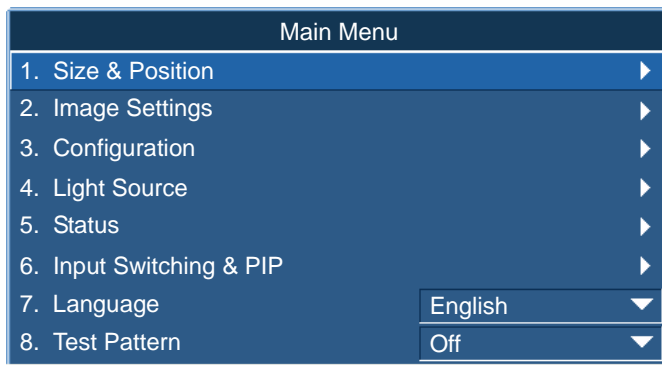 Main Menu
1. Size & Position
2. Image Settings
3. Configuration
4. Light Source
5. Status
6. Input Switching & PIP
7. Language English
8. Test Pattern Off